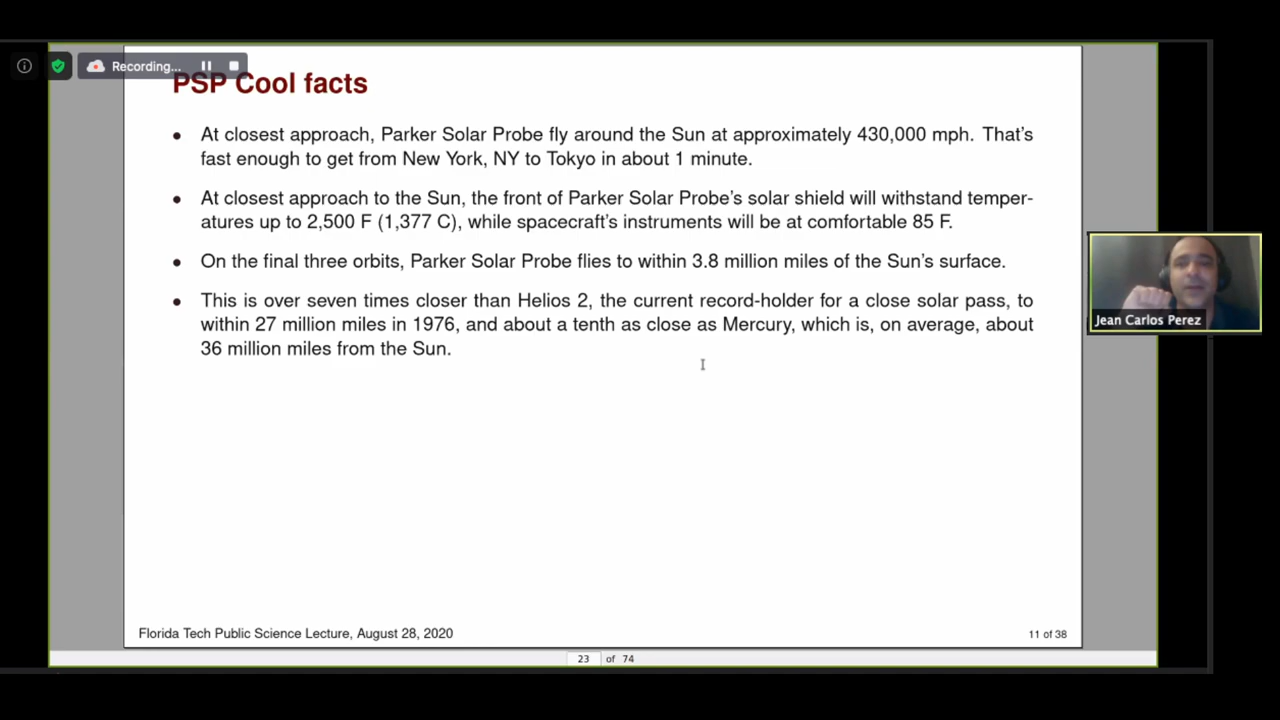 Recording...
PSP Cool facts
• At closest approach, Parker Solar Probe fly around the Sun at approximately 430,000 mph. That's
fast enough to get from New York, NY to Tokyo in about 1 minute.
• At closest approach to the Sun, the front of Parker Solar Probe's solar shield will withstand temper-
atures up to 2,500 F (1,377 C), while spacecraft's instruments will be at comfortable 85 F.
• On the final three orbits, Parker Solar Probe flies to within 3.8 million miles of the Sun's surface.
• This is over seven times closer than Helios 2, the current record-holder for a close solar pass, to
within 27 million miles in 1976, and about a tenth as close as Mercury, which is, on average, about
36 million miles from the Sun.
Jean Carlos Perez
Florida Tech Public Science Lecture, August 28, 2020
11 of 38
23 of 74